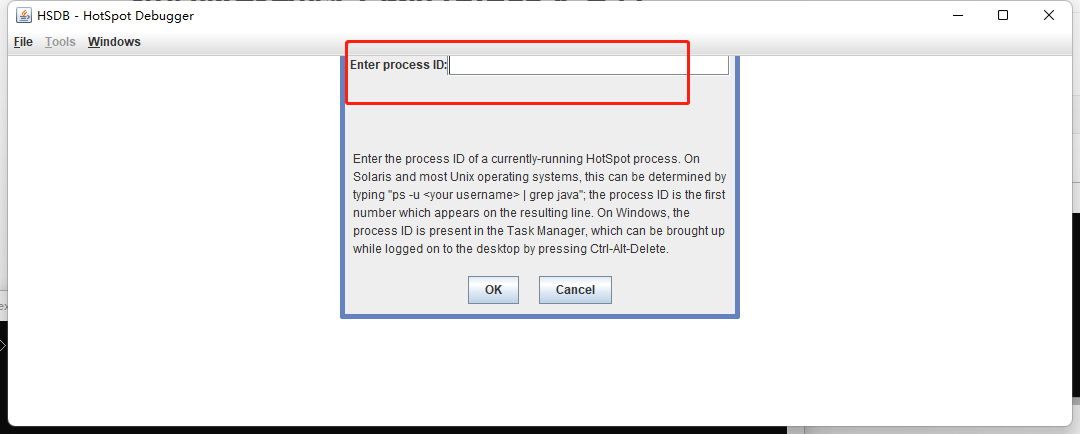 HSDB - HotSpot Debugger
File Tools Windows
Enter process ID:
Enter the process ID of a currently-running HotSpot process. On
Solaris and most Unix operating systems, this can be determined by
typing "ps -u <your username> | grep java"; the process ID is the first
number which appears on the resulting line. On Windows, the
process ID is present in the Task Manager, which can be brought up
while logged on to the desktop by pressing Ctrl-Alt-Delete.
OK Cancel